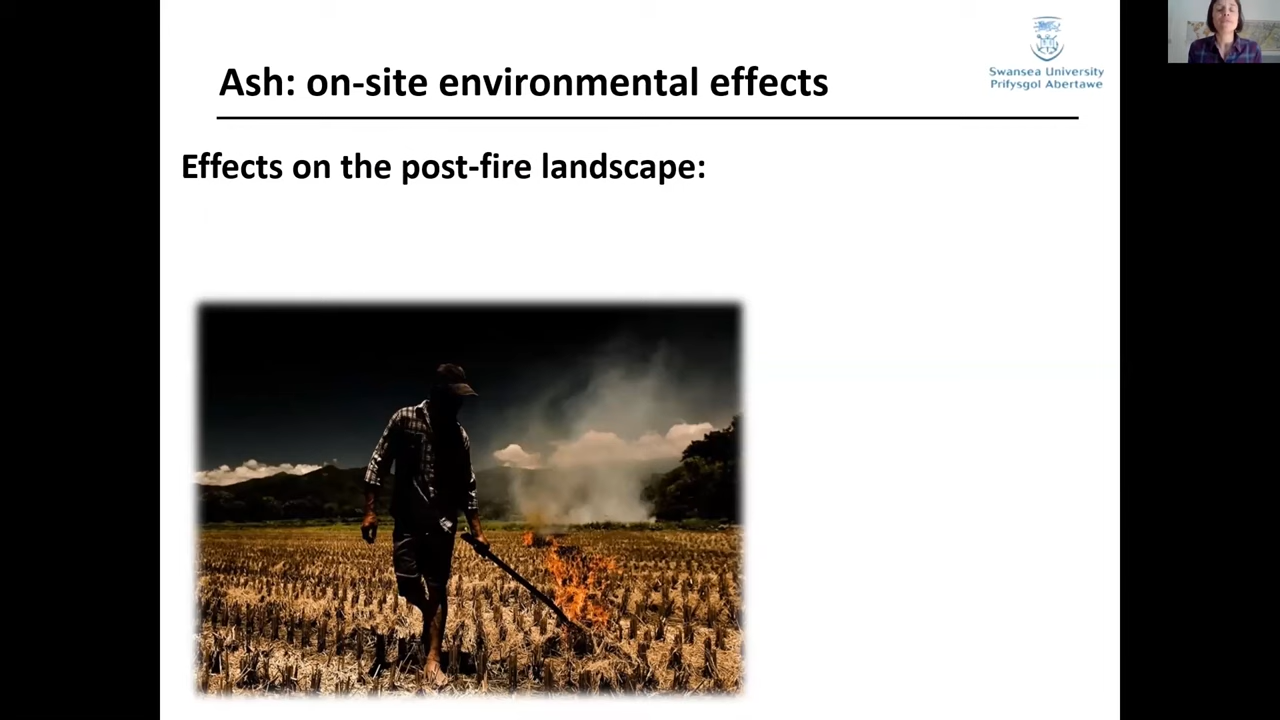 Ash: on-site environmental effects
Swansea University
Prifysgol Abertawe
Effects on the post-fire landscape: